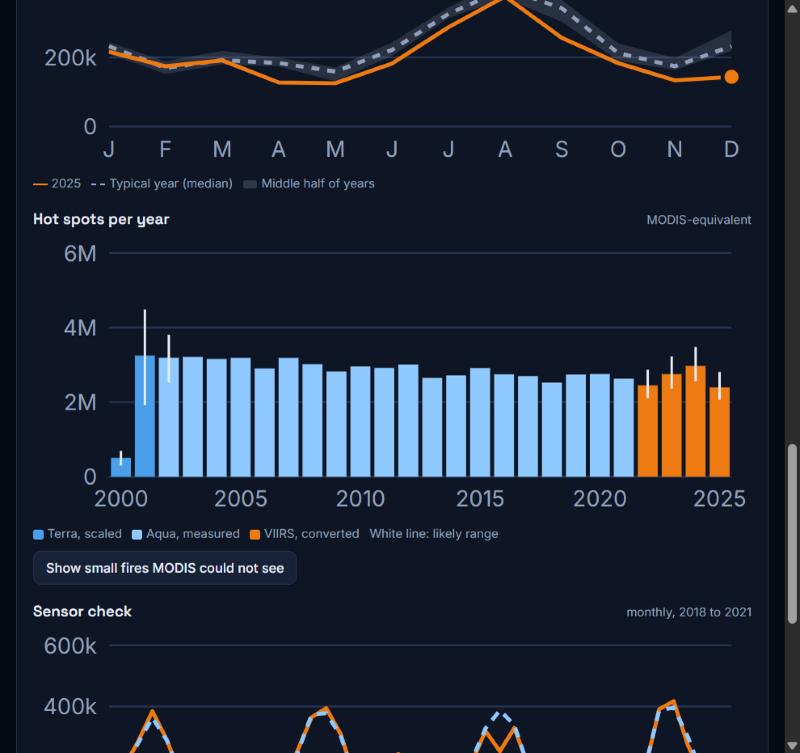 200k
0
J F M A M J J A S O N D
2025 Typical year (median) Middle half of years
Hot spots per year MODIS-equivalent
6M
4M
2M
0
2000 2005 2010 2015 2020 2025
Terra, scaled Aqua, measured VIIRS, converted White line: likely range
Show small fires MODIS could not see
Sensor check monthly, 2018 to 2021
600k
400k